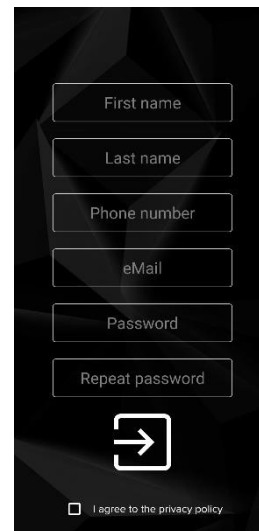 First name
Last name
Phone number
eMail
Password
Repeat password
I agree to the privacy policy